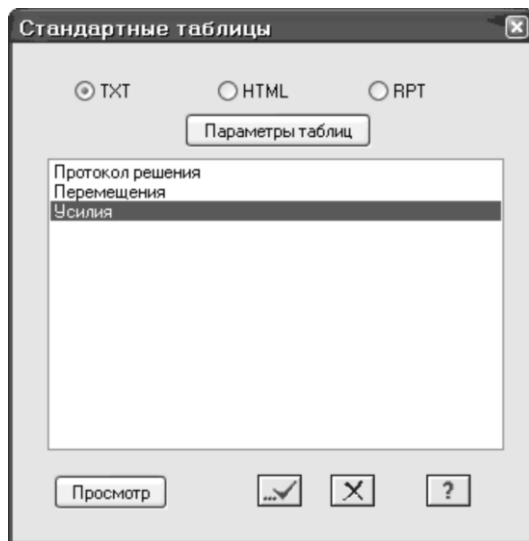 Стандартные таблицы
TXT HTML RPT
Параметры таблиц
Протокол решения
Перемещения
Усилия
Просмотр ... ?